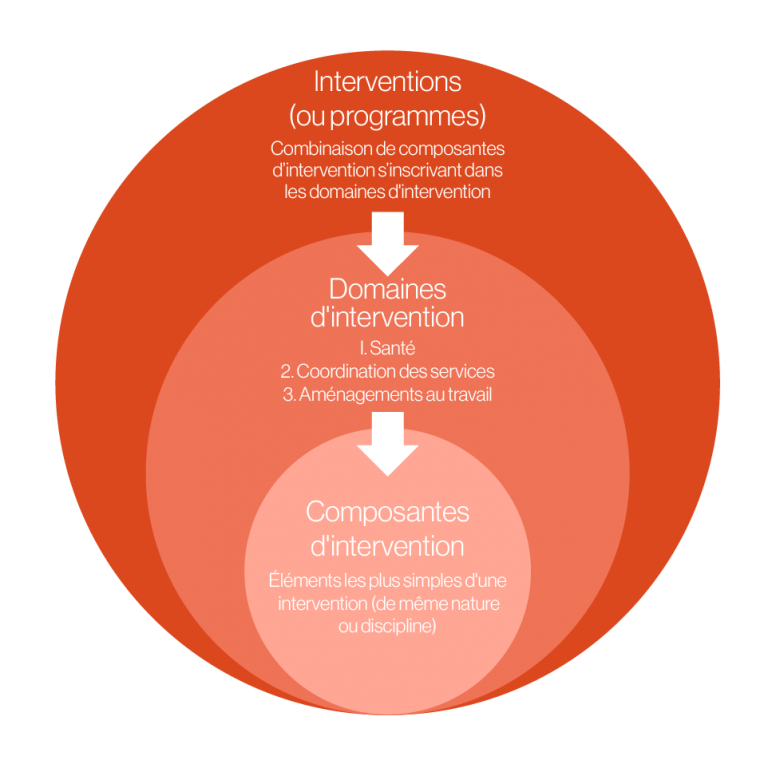 Interventions
(ou programmes)
Combinaison de composantes
d'intervention s'inscrivant dans
les domaines d'intervention
Domaines
d'intervention
1. Santé
2. Coordination des services
3. Aménagements au travail
Composantes
d'intervention
Éléments les plus simples d'une
intervention (de même nature
ou discipline)